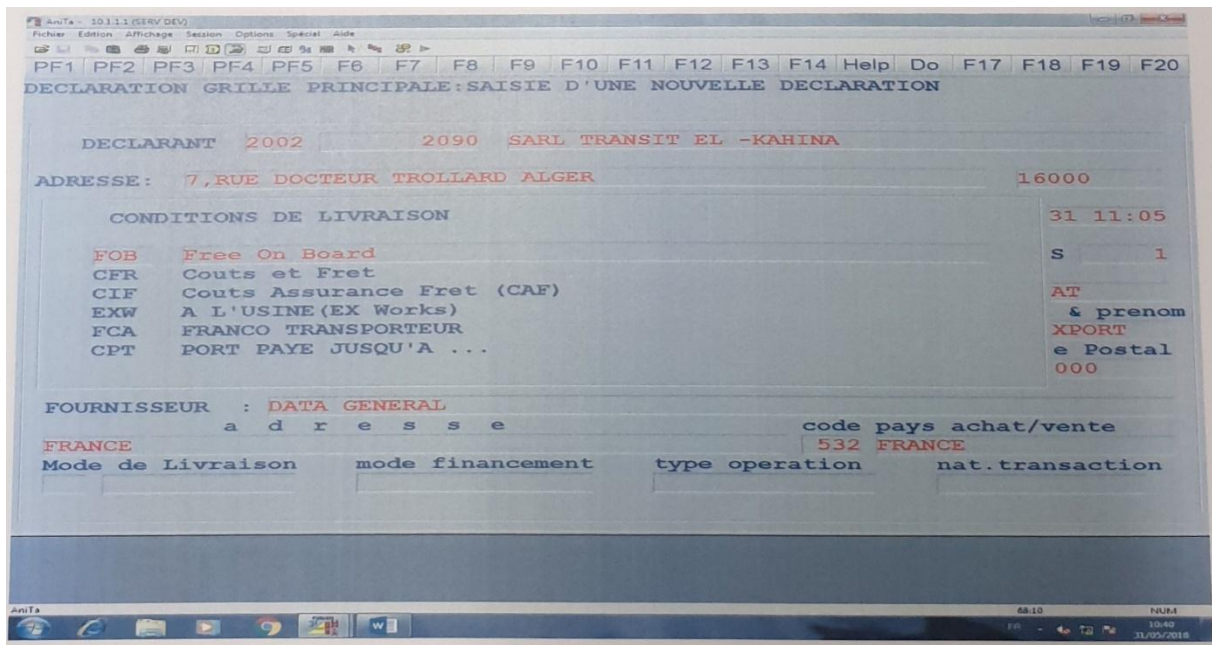 AniTa - 10.1.1.1 (SERV DEV)
Fichier Edition Affichage Session Options Spécial Aide
PF1 PF2 PF3 PF4 PF5 F6 F7 F8 F9 F10 F11 F12 F13 F14 Help Do F17 F18 F19 F20
DECLARATION GRILLE PRINCIPALE:SAISIE D'UNE NOUVELLE DECLARATION
DECLARANT 2002 2090 SARL TRANSIT EL -KAHINA
ADRESSE: 7,RUE DOCTEUR TROLLARD ALGER 16000
CONDITIONS DE LIVRAISON 31 11:05
FOB Free On Board S 1
CFR Couts et Fret
CIF Couts Assurance Fret (CAF) AT
EXW A L'USINE(EX Works) & prenom
FCA FRANCO TRANSPORTEUR XPORT
CPT PORT PAYE JUSQU'A ... e Postal
000
FOURNISSEUR : DATA GENERAL
a d r e s s e code pays achat/vente
FRANCE 532 FRANCE
Mode de Livraison mode financement type operation nat.transaction
AniTa 68:10 NUM
FR 10:40
31/05/2018